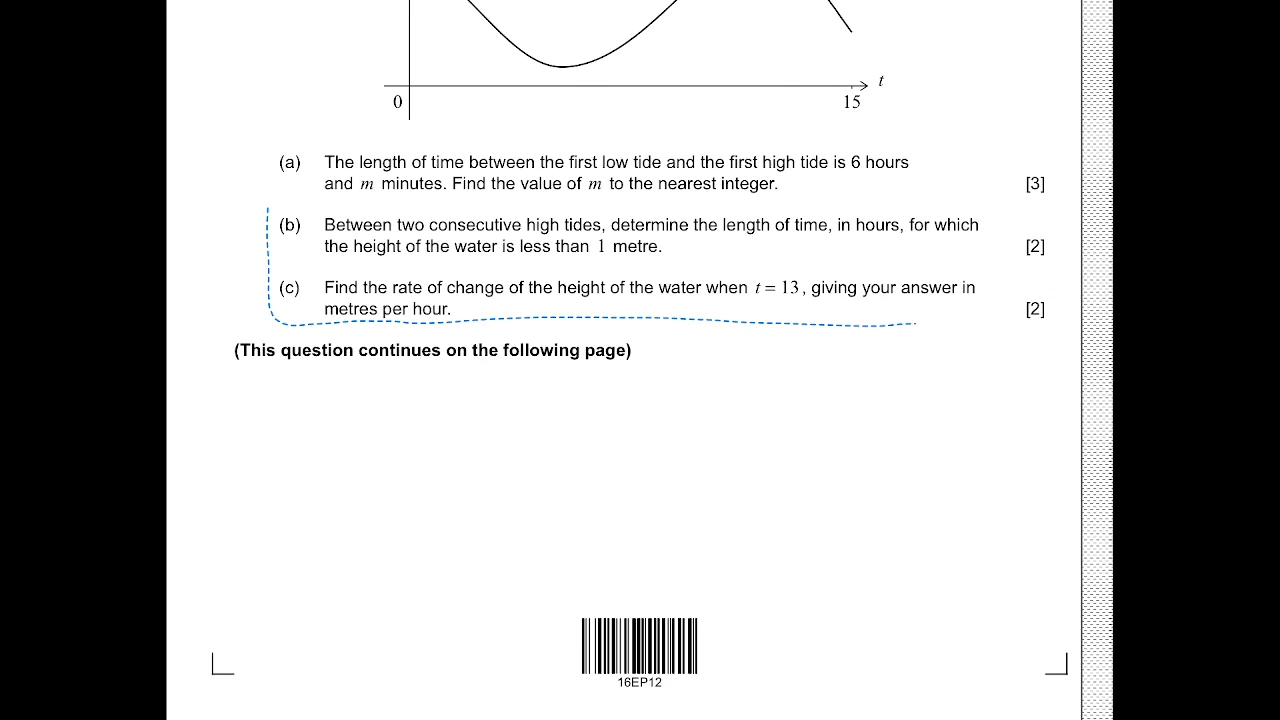 t
0
15
(a) The length of time between the first low tide and the first high tide is 6 hours
and m minutes. Find the value of m to the nearest integer. [3]
(b) Between two consecutive high tides, determine the length of time, in hours, for which
the height of the water is less than 1 metre. [2]
(c) Find the rate of change of the height of the water when t = 13, giving your answer in
metres per hour. [2]
(This question continues on the following page)
16EP12